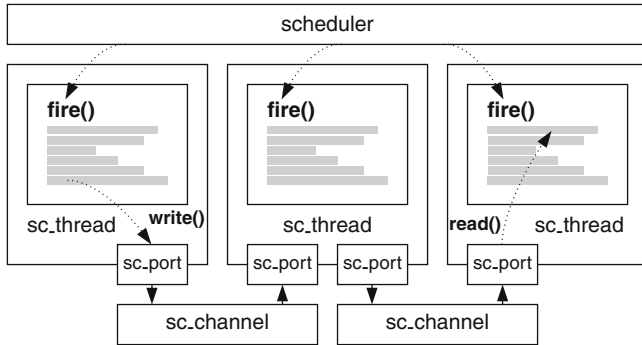 scheduler
fire()
fire()
fire()
write()
read()
sc_thread
sc_thread
sc_thread
sc_port
sc_port
sc_port
sc_port
sc_channel
sc_channel